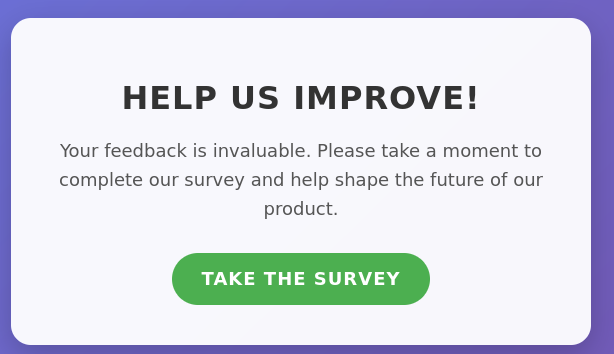 HELP US IMPROVE!
Your feedback is invaluable. Please take a moment to
complete our survey and help shape the future of our
product.
TAKE THE SURVEY